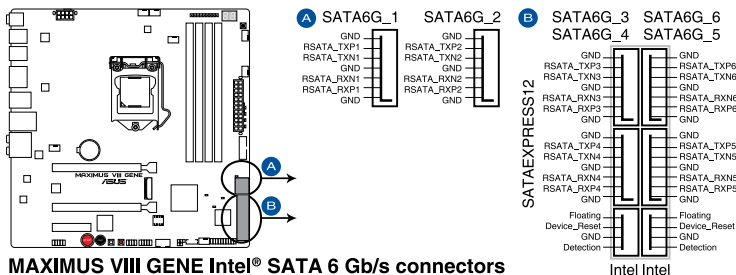 A SATA6G_1 SATA6G_2
GND
RSATA_TXP1
RSATA_TXN1
GND
RSATA_RXN1
RSATA_RXP1
GND
GND
RSATA_TXP2
RSATA_TXN2
GND
RSATA_RXN2
RSATA_RXP2
GND
B SATA6G_3 SATA6G_6
SATA6G_4 SATA6G_5
SATAEXPRESS12
GND
RSATA_TXP3
RSATA_TXN3
GND
RSATA_RXN3
RSATA_RXP3
GND
GND
RSATA_TXP4
RSATA_TXN4
GND
RSATA_RXN4
RSATA_RXP4
GND
Floating
Device_Reset
GND
Detection
GND
RSATA_TXP6
RSATA_TXN6
GND
RSATA_RXN6
RSATA_RXP6
GND
GND
RSATA_TXP5
RSATA_TXN5
GND
RSATA_RXN5
RSATA_RXP5
GND
Floating
Device_Reset
GND
Detection
Intel Intel
MAXIMUS VIII GENE
ASUS
A
B
MAXIMUS VIII GENE Intel® SATA 6 Gb/s connectors